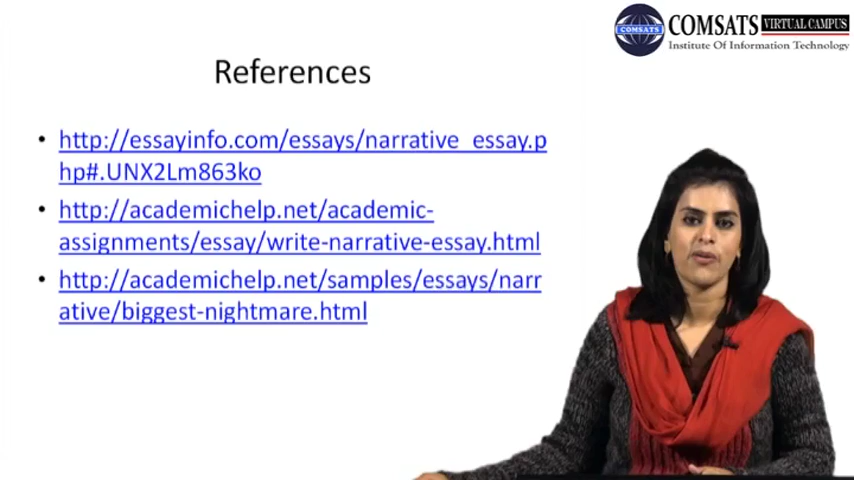 COMSATS
COMSATS VIRTUAL CAMPUS
Institute Of Information Technology
References
• http://essayinfo.com/essays/narrative_essay.p
hp#.UNX2Lm863ko
• http://academichelp.net/academic-
assignments/essay/write-narrative-essay.html
• http://academichelp.net/samples/essays/narr
ative/biggest-nightmare.html